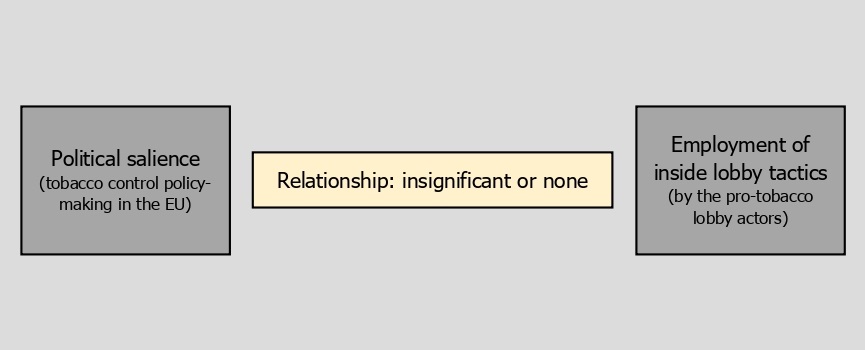 Political salience
(tobacco control policy-
making in the EU)
Relationship: insignificant or none
Employment of
inside lobby tactics
(by the pro-tobacco
lobby actors)